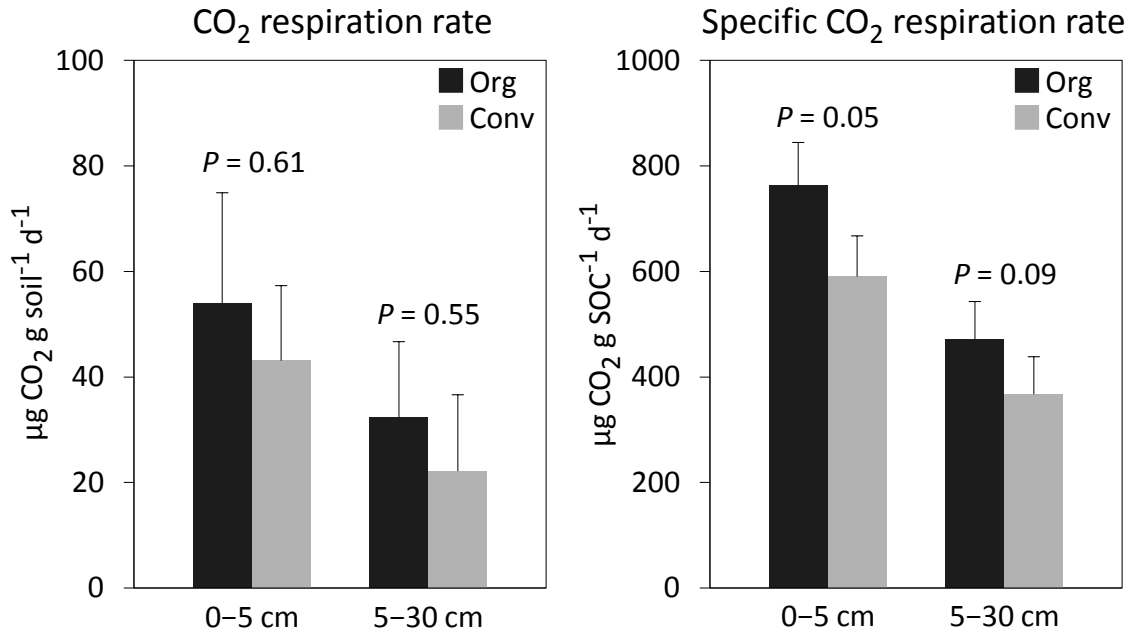 CO₂ respiration rate
µg CO₂ g soil⁻¹ d⁻¹
100
80
60
40
20
0
Org
Conv
P = 0.61
P = 0.55
0–5 cm
5–30 cm
Specific CO₂ respiration rate
µg CO₂ g SOC⁻¹ d⁻¹
1000
800
600
400
200
0
Org
Conv
P = 0.05
P = 0.09
0–5 cm
5–30 cm